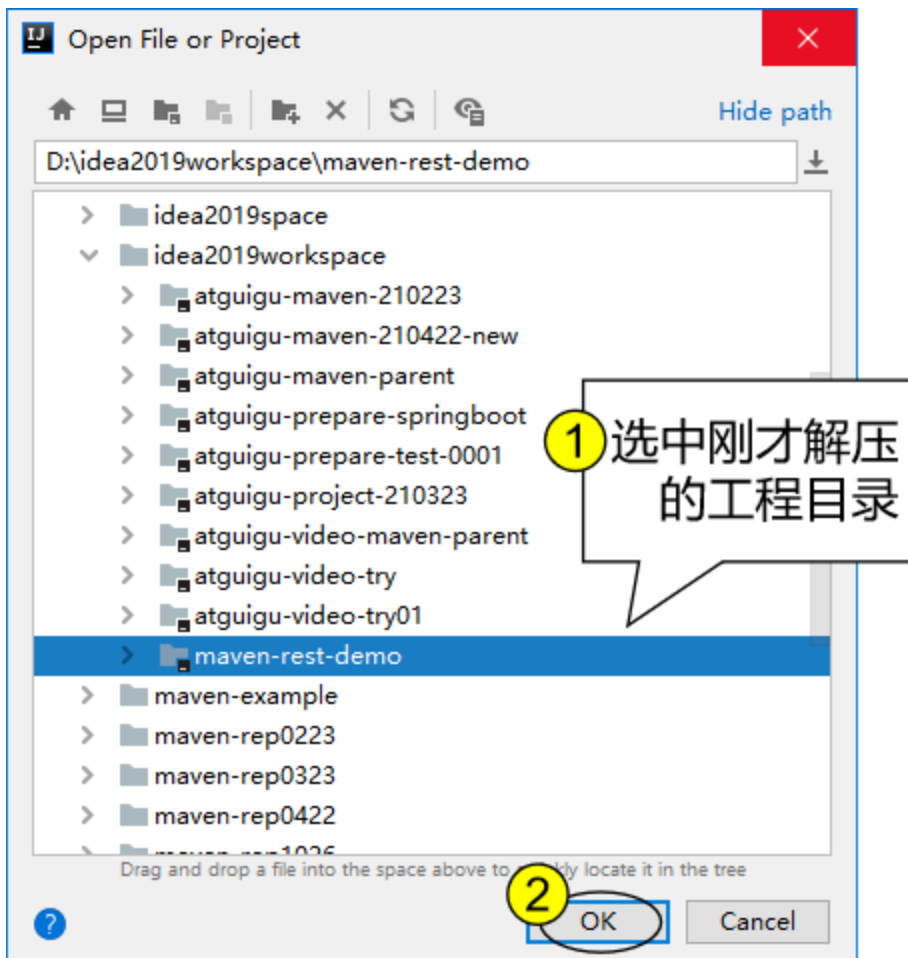 IJ
Open File or Project
Hide path
D:\idea2019workspace\maven-rest-demo
idea2019space
idea2019workspace
atguigu-maven-210223
atguigu-maven-210422-new
atguigu-maven-parent
atguigu-prepare-springboot
atguigu-prepare-test-0001
atguigu-project-210323
atguigu-video-maven-parent
atguigu-video-try
atguigu-video-try01
maven-rest-demo
1
选中刚才解压
的工程目录
maven-example
maven-rep0223
maven-rep0323
maven-rep0422
Drag and drop a file into the space above to quickly locate it in the tree
2
?
OK
Cancel